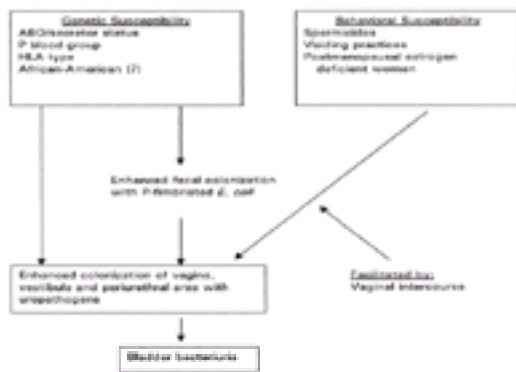 Genetic Susceptibility
ABO/secretor status
P blood group
HLA type
African-American (?)
Behavioral Susceptibility
Spermicides
Voiding practices
Postmenopausal estrogen
deficient women
Enhanced fecal colonization
with P-fimbriated E. coli
Enhanced colonization of vagina,
vestibule and periurethral area with
uropathogens
Facilitated by:
Vaginal intercourse
Bladder bacteriuria